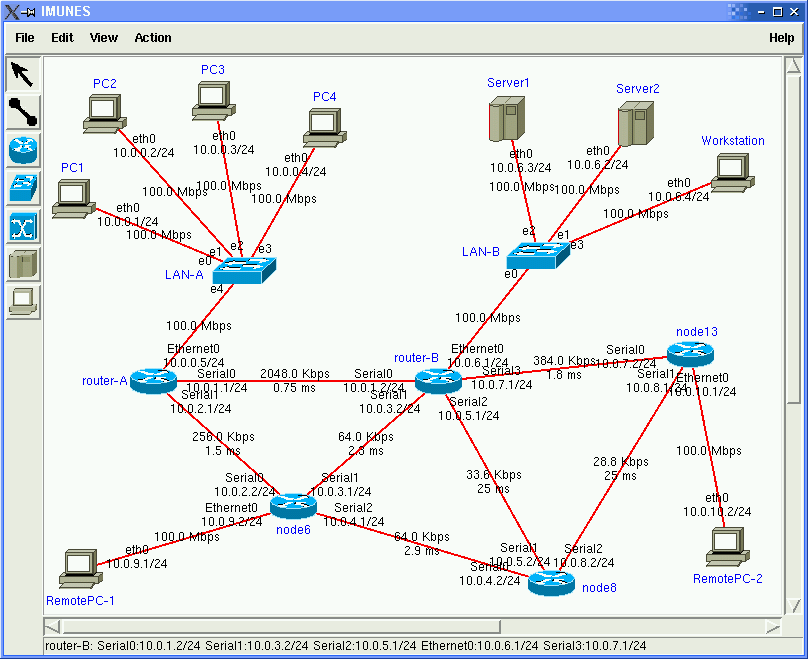 IMUNES
File Edit View Action Help
PC2
PC3
PC4
Server1
Server2
Workstation
PC1
eth0
10.0.0.2/24
eth0
10.0.0.3/24
eth0
10.0.0.4/24
eth0
10.0.6.3/24
eth0
10.0.6.2/24
eth0
10.0.6.4/24
100.0 Mbps
100.0 Mbps
100.0 Mbps
100.0 Mbps
100.0 Mbps
100.0 Mbps
eth0
10.0.0.1/24
100.0 Mbps
e0
e1
e2
e3
e4
LAN-A
LAN-B
e2
e1
e3
e0
100.0 Mbps
100.0 Mbps
Ethernet0
10.0.0.5/24
router-A
Serial0
10.0.1.1/24
2048.0 Kbps
0.75 ms
Serial0
10.0.1.2/24
router-B
Ethernet0
10.0.6.1/24
Serial3
10.0.7.1/24
384.0 Kbps
1.8 ms
Serial0
10.0.7.2/24
node13
Serial1
10.0.8.1/24
Ethernet0
10.0.10.1/24
Serial1
10.0.2.1/24
Serial1
10.0.3.2/24
Serial2
10.0.5.1/24
256.0 Kbps
1.5 ms
64.0 Kbps
2.8 ms
33.6 Kbps
25 ms
28.8 Kbps
25 ms
100.0 Mbps
Serial0
10.0.2.2/24
Serial1
10.0.3.1/24
Ethernet0
10.0.9.2/24
Serial2
10.0.4.1/24
node6
eth0
10.0.10.2/24
100.0 Mbps
64.0 Kbps
2.9 ms
eth0
10.0.9.1/24
Serial1
10.0.5.2/24
Serial2
10.0.8.2/24
Serial0
10.0.4.2/24
node8
RemotePC-2
RemotePC-1
router-B: Serial0:10.0.1.2/24 Serial1:10.0.3.2/24 Serial2:10.0.5.1/24 Ethernet0:10.0.6.1/24 Serial3:10.0.7.1/24